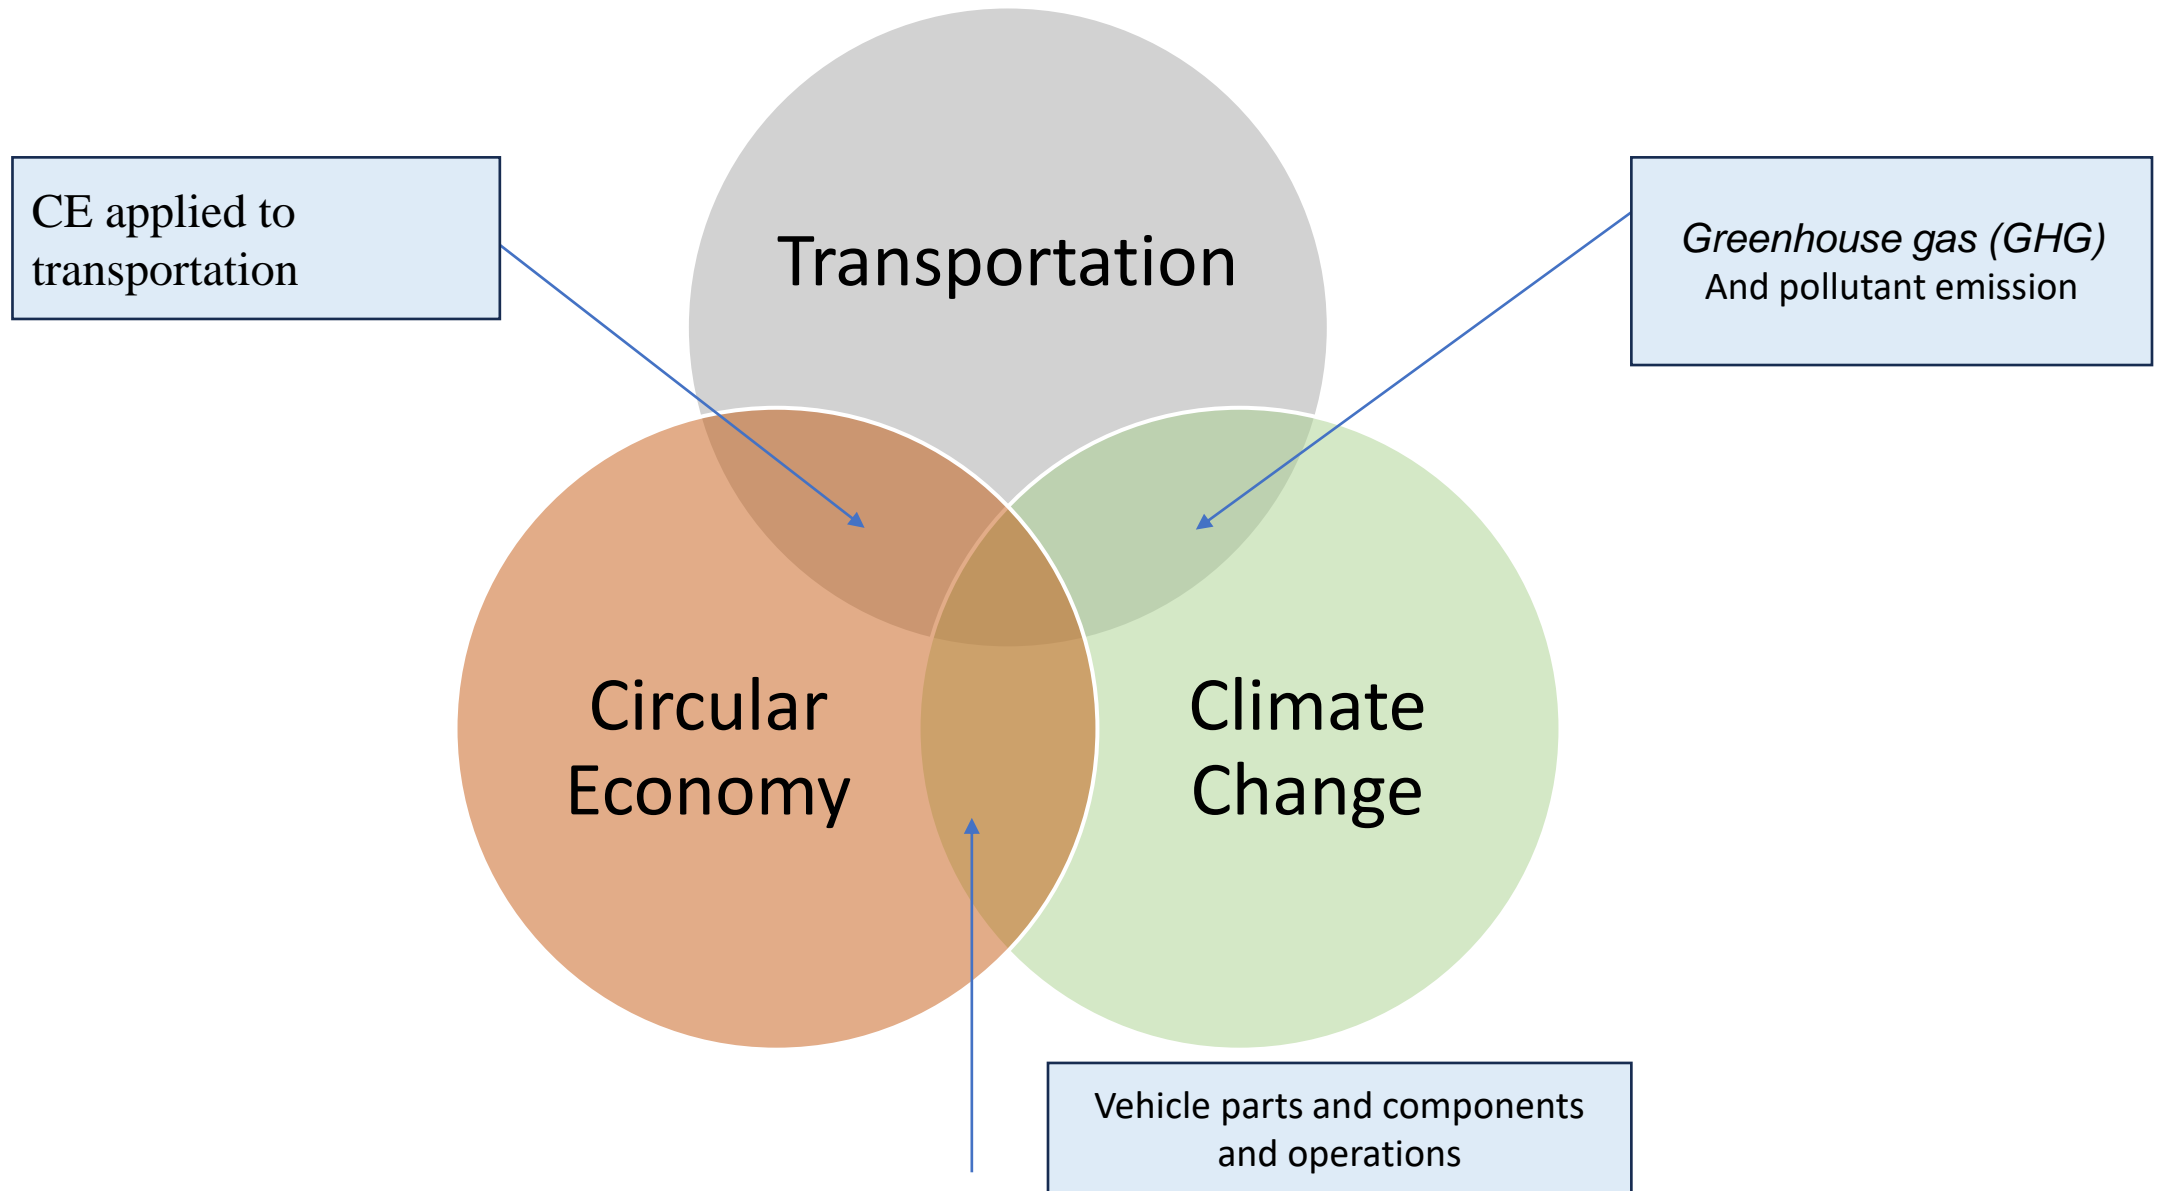 CE applied to
transportation
Transportation
Greenhouse gas (GHG)
And pollutant emission
Circular
Economy
Climate
Change
Vehicle parts and components
and operations